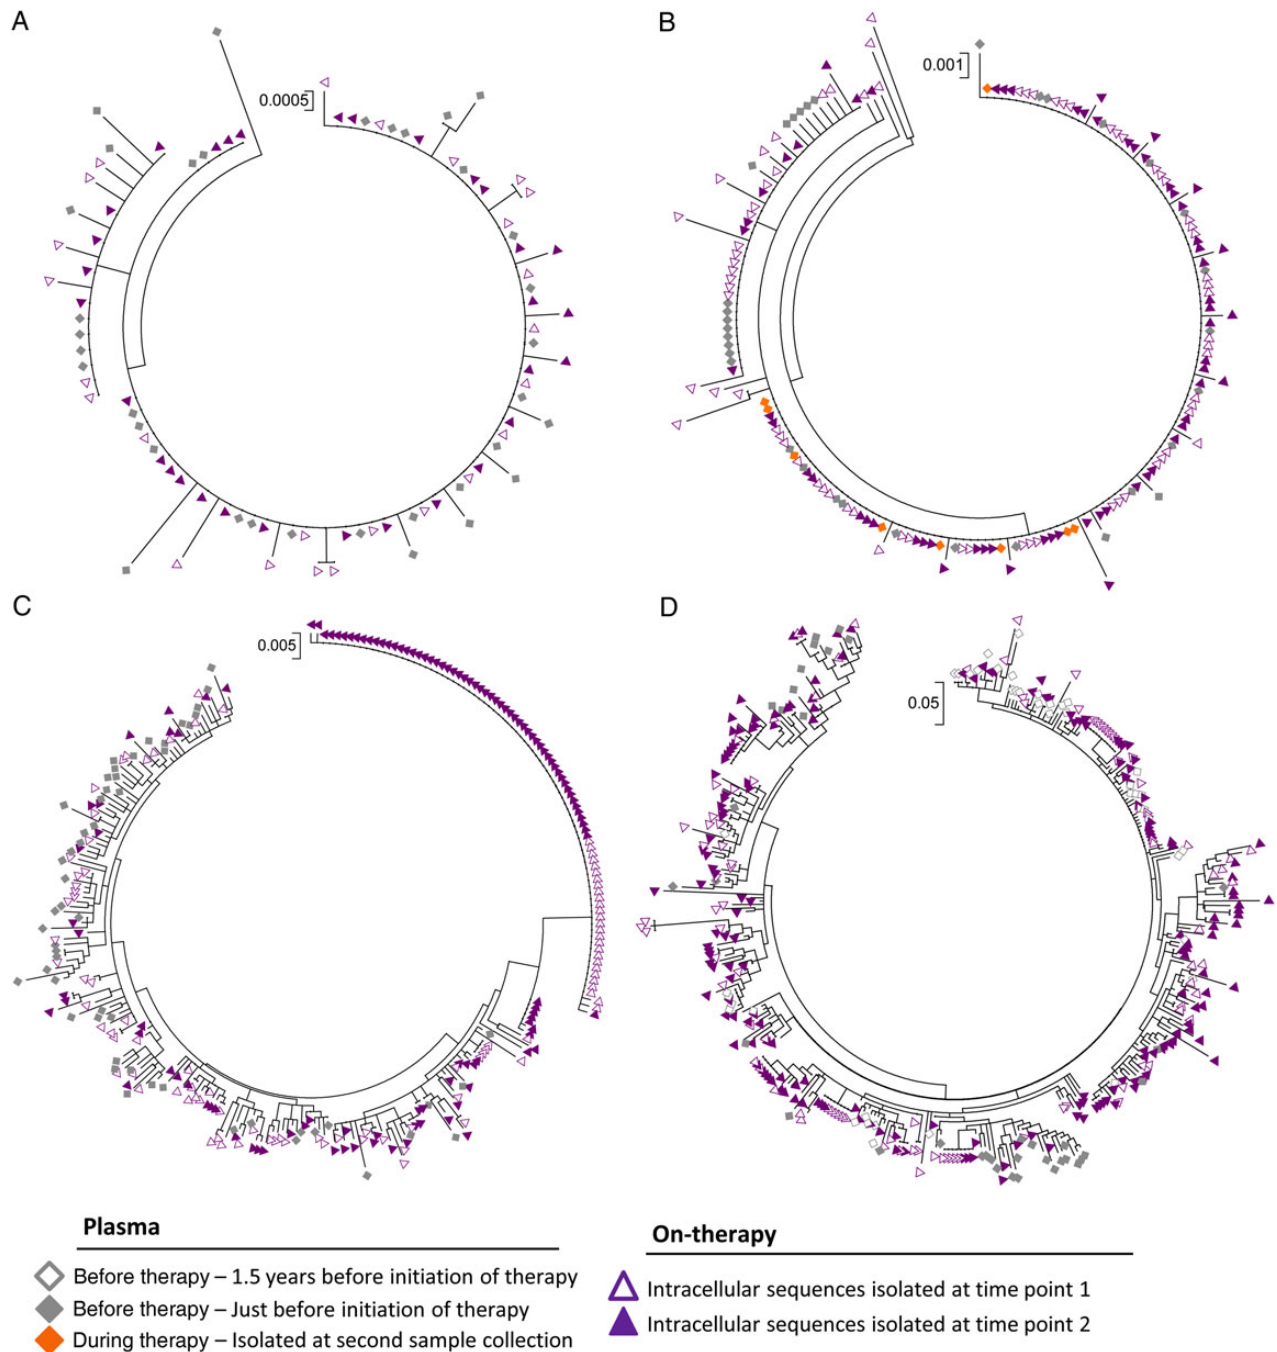 A
B
0.0005
0.001
C
D
0.005
0.05
Plasma
Before therapy – 1.5 years before initiation of therapy
Before therapy – Just before initiation of therapy
During therapy – Isolated at second sample collection
On-therapy
Intracellular sequences isolated at time point 1
Intracellular sequences isolated at time point 2